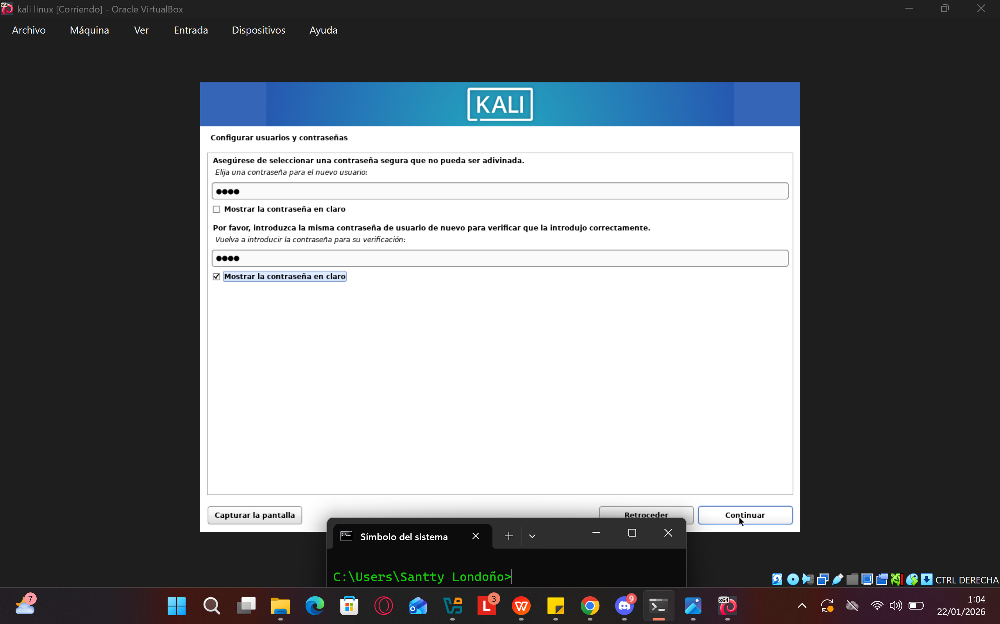 kali linux [Corriendo] - Oracle VirtualBox
Archivo Máquina Ver Entrada Dispositivos Ayuda
KALI
Configurar usuarios y contraseñas
Asegúrese de seleccionar una contraseña segura que no pueda ser adivinada.
Elija una contraseña para el nuevo usuario:
●●●●
Mostrar la contraseña en claro
Por favor, introduzca la misma contraseña de usuario de nuevo para verificar que la introdujo correctamente.
Vuelva a introducir la contraseña para su verificación:
●●●●
Mostrar la contraseña en claro
Capturar la pantalla Retroceder Continuar
Símbolo del sistema
C:\Users\Santty Londoño>
CTRL DERECHA
7
3
9
x64
1:04
22/01/2026